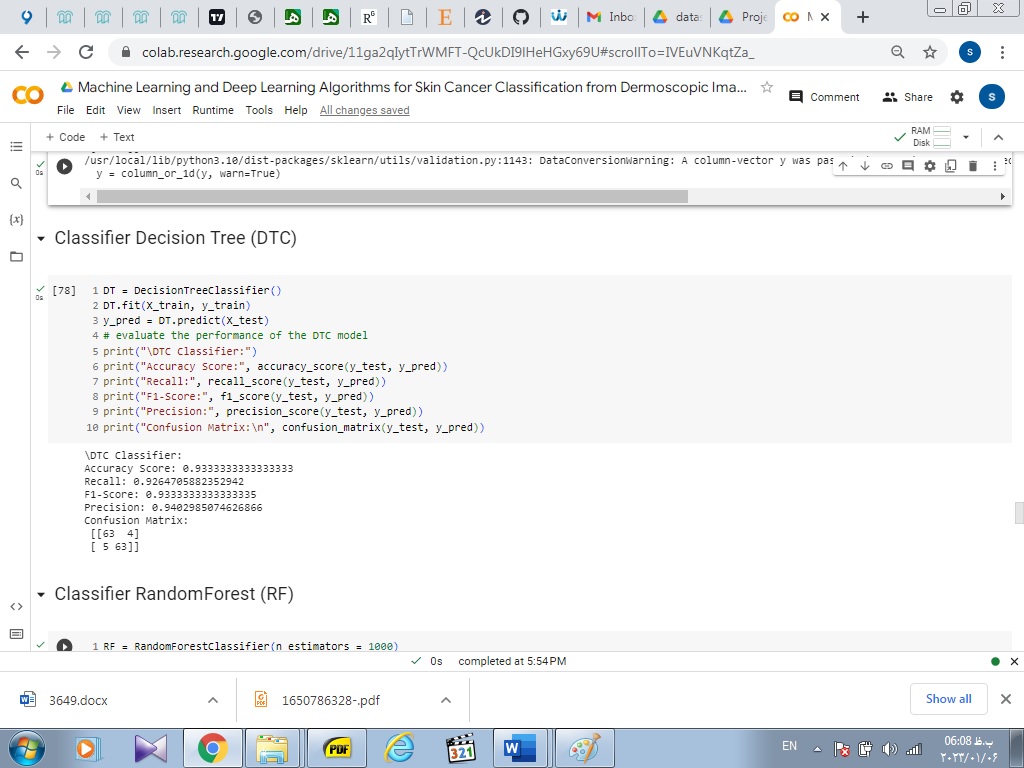 Inbo
data
Proje
colab.research.google.com/drive/11ga2qIytTrWMFT-QcUkDI9lHeHGxy69U#scrollTo=IVEuVNKqtZa_
S
Machine Learning and Deep Learning Algorithms for Skin Cancer Classification from Dermoscopic Ima...
Comment
Share
S
File Edit View Insert Runtime Tools Help All changes saved
+ Code + Text
RAM
Disk
/usr/local/lib/python3.10/dist-packages/sklearn/utils/validation.py:1143: DataConversionWarning: A column-vector y was pas
y = column_or_1d(y, warn=True)
0s
{x}
Classifier Decision Tree (DTC)
0s
[78]
1 DT = DecisionTreeClassifier()
2 DT.fit(X_train, y_train)
3 y_pred = DT.predict(X_test)
4 # evaluate the performance of the DTC model
5 print("\DTC Classifier:")
6 print("Accuracy Score:", accuracy_score(y_test, y_pred))
7 print("Recall:", recall_score(y_test, y_pred))
8 print("F1-Score:", f1_score(y_test, y_pred))
9 print("Precision:", precision_score(y_test, y_pred))
10 print("Confusion Matrix:\n", confusion_matrix(y_test, y_pred))
\DTC Classifier:
Accuracy Score: 0.9333333333333333
Recall: 0.9264705882352942
F1-Score: 0.9333333333333335
Precision: 0.9402985074626866
Confusion Matrix:
[[63 4]
[ 5 63]]
Classifier RandomForest (RF)
1 RF = RandomForestClassifier(n_estimators = 1000)
0s completed at 5:54 PM
3649.docx
1650786328-.pdf
Show all
PDF
321
EN
06:08 ب.ظ
۲۰۲۳/۰۱/۰۶